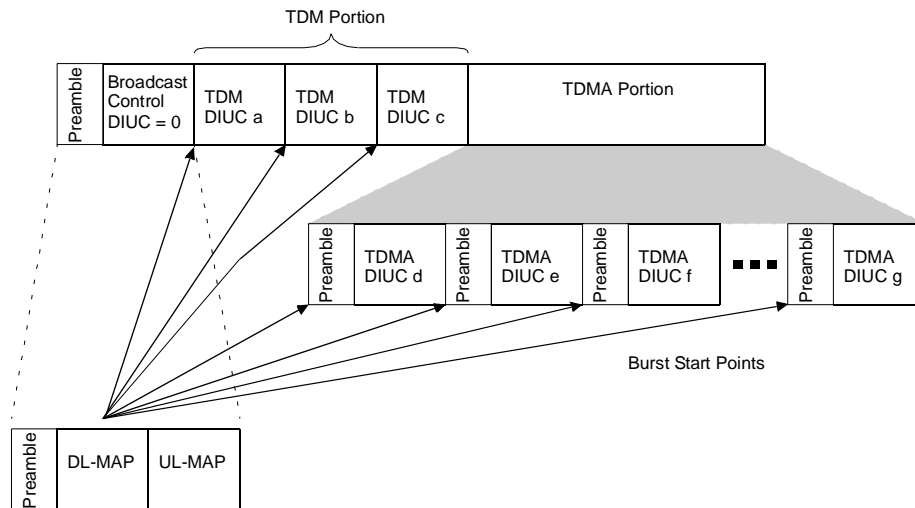 TDM Portion
Preamble
Broadcast
Control
DIUC = 0
TDM
DIUC a
TDM
DIUC b
TDM
DIUC c
TDMA Portion
Preamble
TDMA
DIUC d
Preamble
TDMA
DIUC e
Preamble
TDMA
DIUC f
Preamble
TDMA
DIUC g
Burst Start Points
Preamble
DL-MAP
UL-MAP